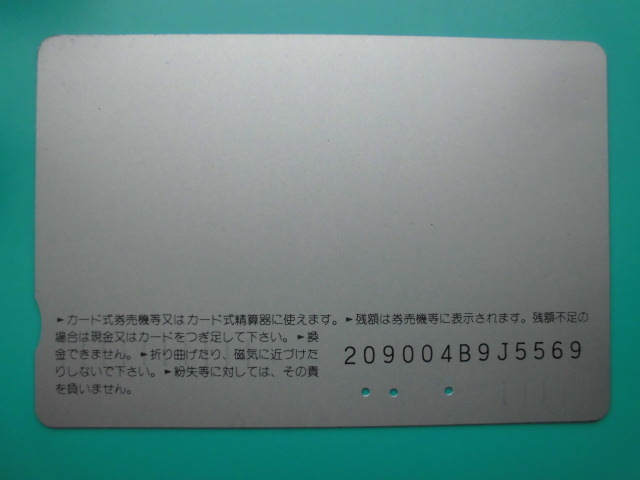 ►カード式券売機等又はカード式精算器に使えます。►残額は券売機等に表示されます。残額不足の
場合は現金又はカードをつぎ足して下さい。►換
金できません。►折り曲げたり、磁気に近づけた
りしないで下さい。►紛失等に対しては、その責
を負いません。
209004B9J5569